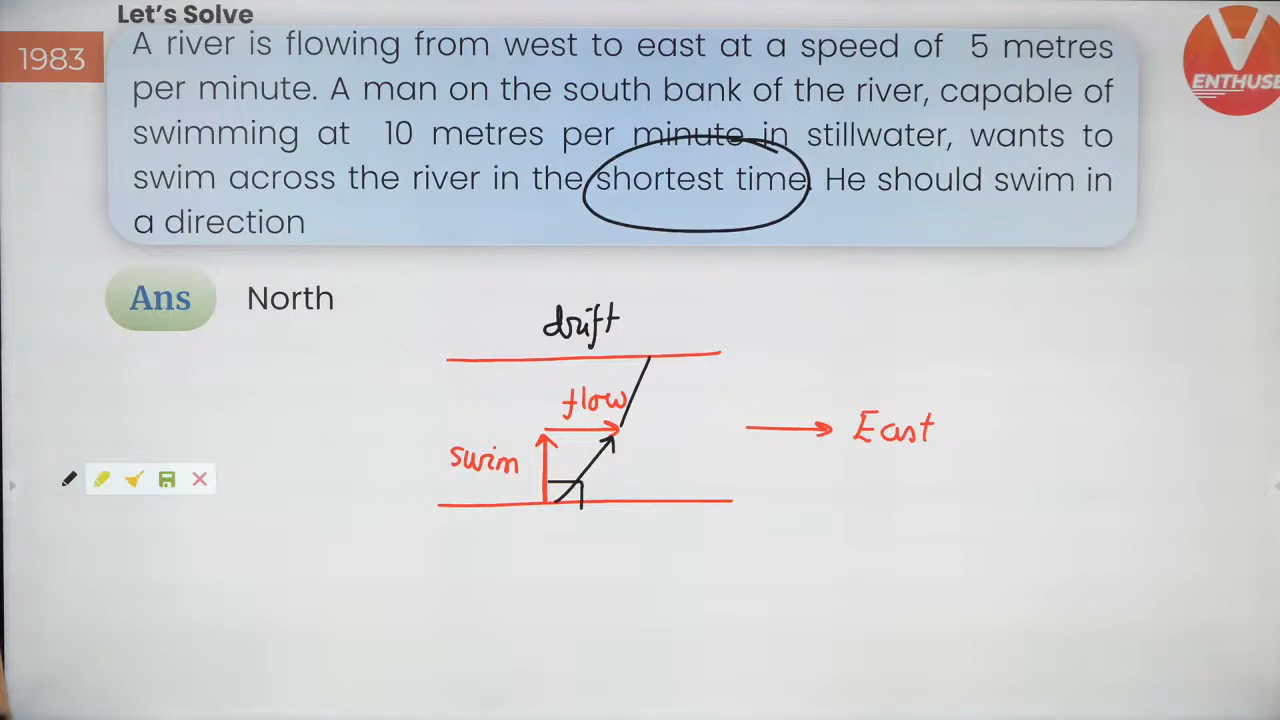 Let's Solve
1983
A river is flowing from west to east at a speed of 5 metres
per minute. A man on the south bank of the river, capable of
swimming at 10 metres per minute in stillwater, wants to
swim across the river in the shortest time. He should swim in
a direction
ENTHUSE
Ans North
drift
flow
swim
East